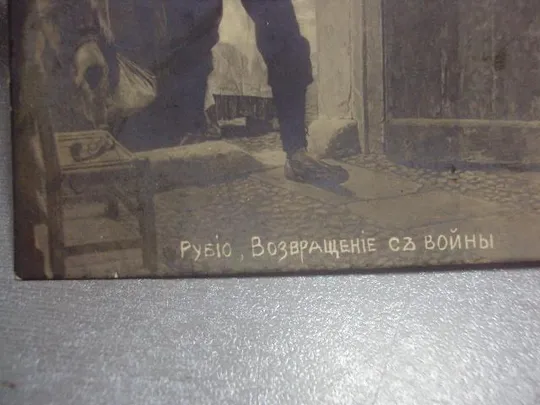 Рубіо, Возвращеніе съ войны